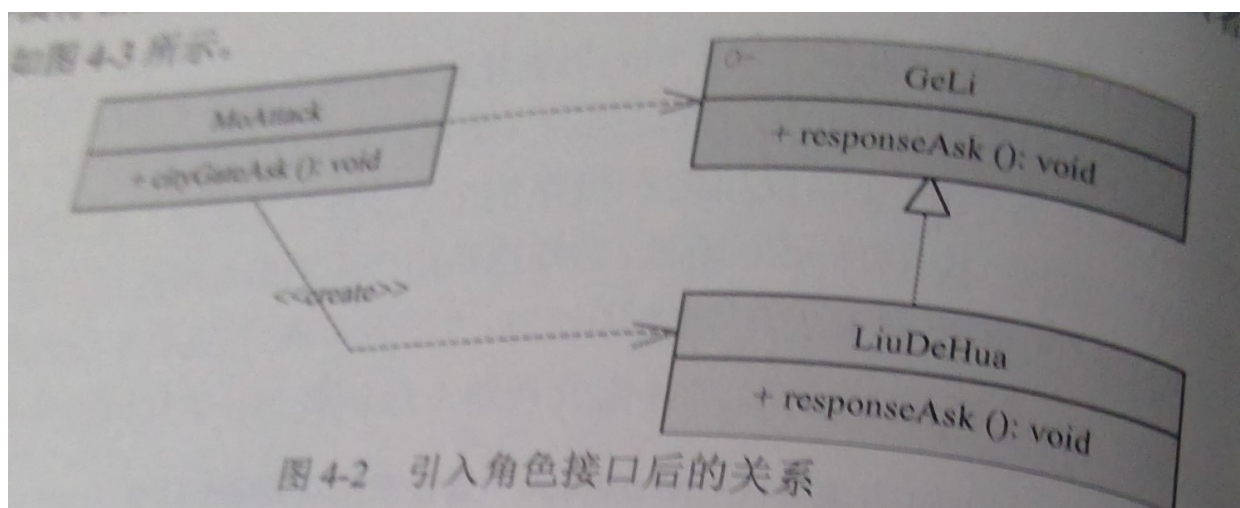 如图 4-3 所示。
MoAttack
+ cityGateAsk (): void
GeLi
+ responseAsk (): void
<<create>>
LiuDeHua
+ responseAsk (): void
图 4-2 引入角色接口后的关系